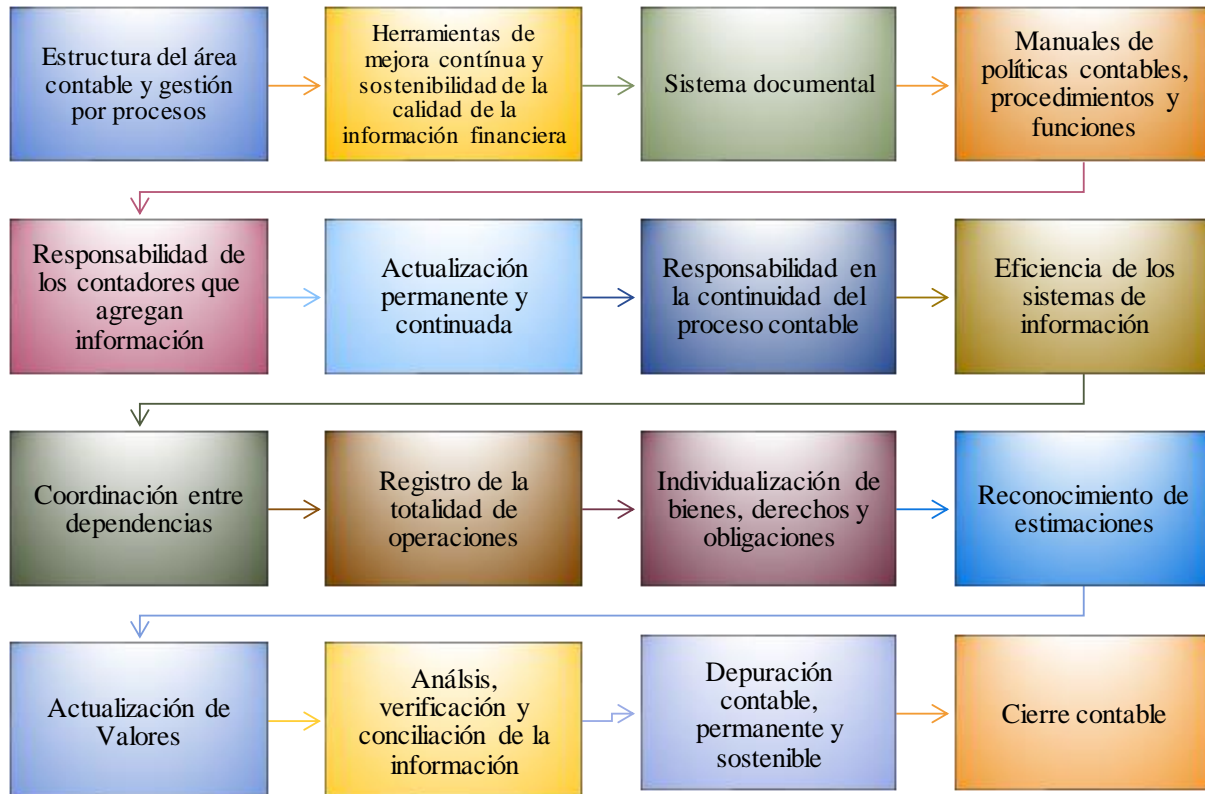 Estructura del área
contable y gestión
por procesos
Herramientas de
mejora contínua y
sostenibilidad de la
calidad de la
información financiera
Sistema documental
Manuales de
políticas contables,
procedimientos y
funciones
Responsabilidad de
los contadores que
agregan
información
Actualización
permanente y
continuada
Responsabilidad en
la continuidad del
proceso contable
Eficiencia de los
sistemas de
información
Coordinación entre
dependencias
Registro de la
totalidad de
operaciones
Individualización de
bienes, derechos y
obligaciones
Reconocimiento de
estimaciones
Actualización de
Valores
Análsis,
verificación y
conciliación de la
información
Depuración
contable,
permanente y
sostenible
Cierre contable